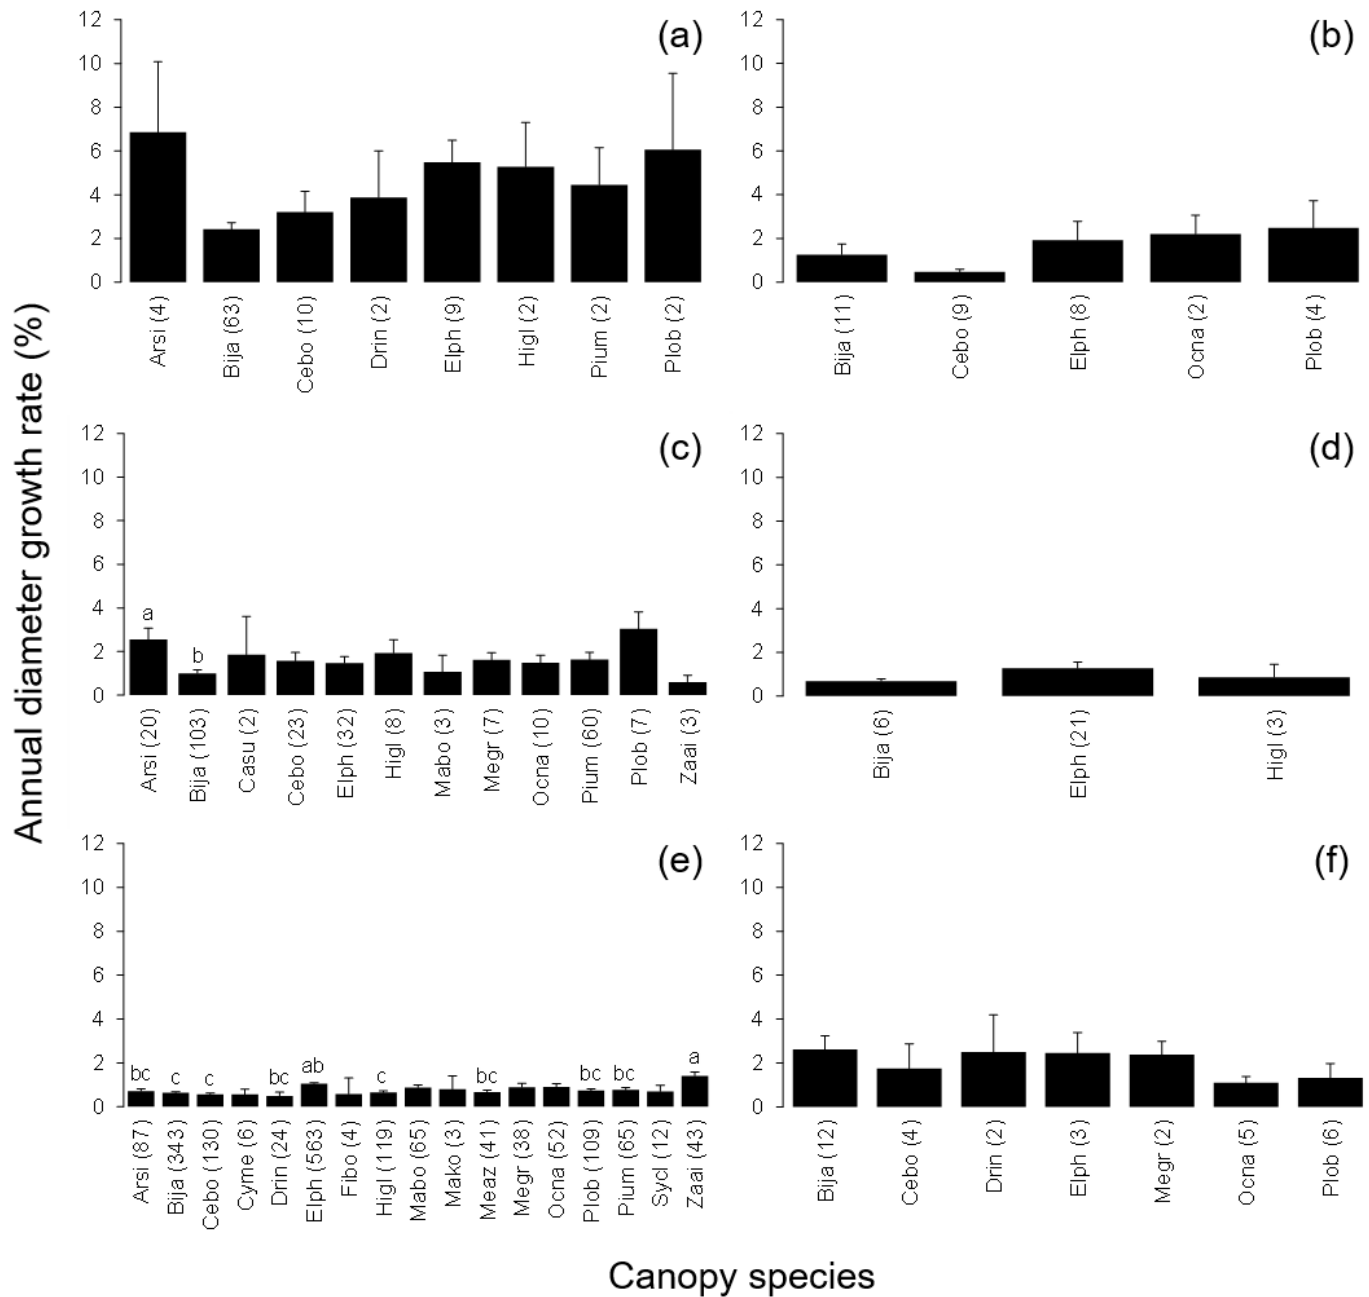 Annual diameter growth rate (%)
(a)
12
10
8
6
4
2
0
Arsi (4)
Bija (63)
Cebo (10)
Drin (2)
Elph (9)
Higl (2)
Pium (2)
Plob (2)
(b)
12
10
8
6
4
2
0
Bija (11)
Cebo (9)
Elph (8)
Ocna (2)
Plob (4)
(c)
12
10
8
6
4
2
0
a
b
Arsi (20)
Bija (103)
Casu (2)
Cebo (23)
Elph (32)
Higl (8)
Mabo (3)
Megr (7)
Ocna (10)
Pium (60)
Plob (7)
Zaai (3)
(d)
12
10
8
6
4
2
0
Bija (6)
Elph (21)
Higl (3)
(e)
12
10
8
6
4
2
0
bc
c
c
bc
ab
c
bc
bc
bc
a
Arsi (87)
Bija (343)
Cebo (130)
Cyme (6)
Drin (24)
Elph (563)
Fibo (4)
Higl (119)
Mabo (65)
Mako (3)
Meaz (41)
Megr (38)
Ocna (52)
Plob (109)
Pium (65)
Sycl (12)
Zaai (43)
(f)
12
10
8
6
4
2
0
Bija (12)
Cebo (4)
Drin (2)
Elph (3)
Megr (2)
Ocna (5)
Plob (6)
Canopy species